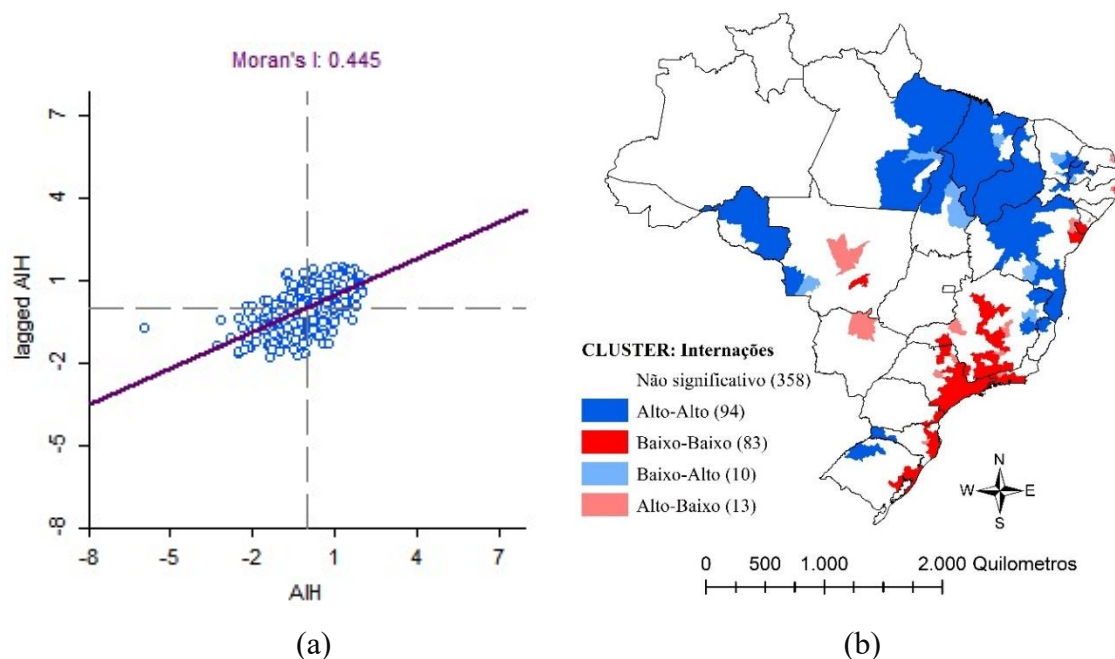 Moran's I: 0.445
7
4
1
-2
-5
-8
lagged AIH
-8 -5 -2 1 4 7
AIH
(a)
CLUSTER: Internações
Não significativo (358)
Alto-Alto (94)
Baixo-Baixo (83)
Baixo-Alto (10)
Alto-Baixo (13)
N
W E
S
0 500 1.000 2.000 Quilometros
(b)